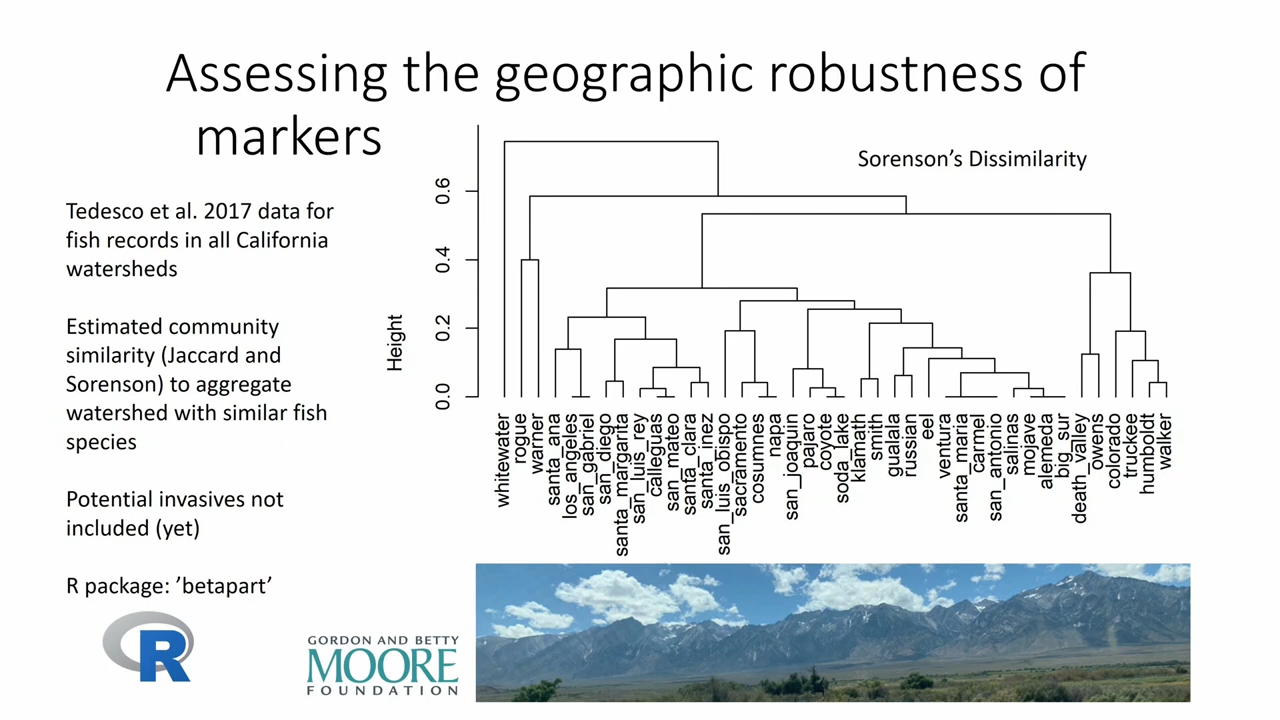 Assessing the geographic robustness of
markers
Sorenson's Dissimilarity
Tedesco et al. 2017 data for
fish records in all California
watersheds
Estimated community
similarity (Jaccard and
Sorenson) to aggregate
watershed with similar fish
species
Potential invasives not
included (yet)
R package: ’betapart’
R
GORDON AND BETTY
MOORE
FOUNDATION
Height
0.6
0.4
0.2
0.0
whitewater
rogue
warner
santa_ana
los_angeles
san_gabriel
san_diego
santa_margarita
san_luis_rey
calleguas
san_mateo
santa_clara
santa_inez
san_luis_obispo
sacramento
cosumnes
napa
san_joaquin
pajaro
coyote
soda_lake
klamath
smith
gualala
russian
eel
ventura
santa_maria
carmel
san_antonio
salinas
mojave
alemeda
big_sur
death_valley
owens
colorado
truckee
humboldt
walker